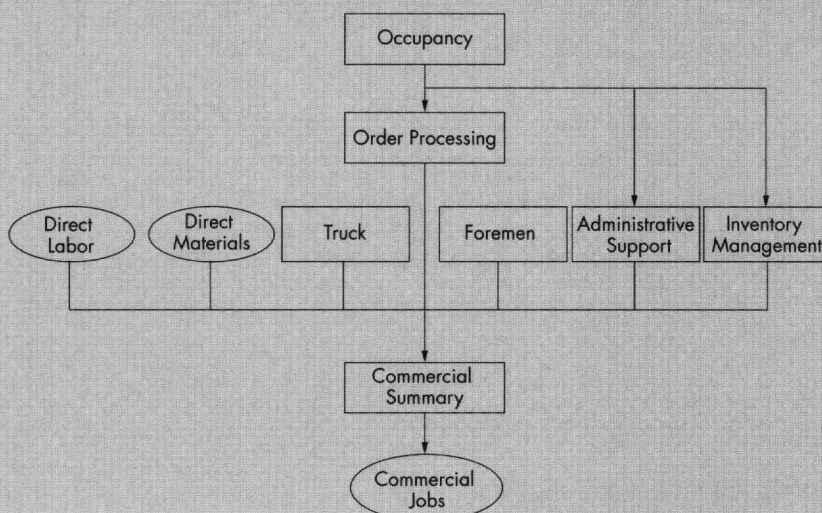 Occupancy
Order Processing
Direct
Labor
Direct
Materials
Truck
Foremen
Administrative
Support
Inventory
Management
Commercial
Summary
Commercial
Jobs